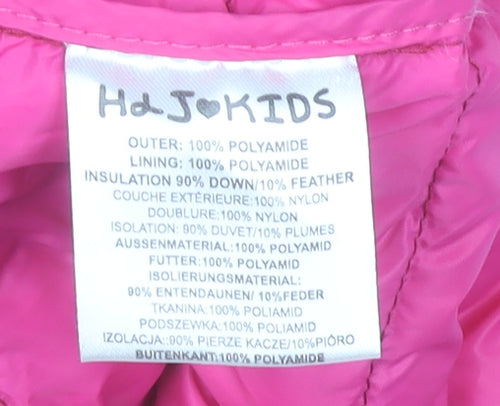 H&J♥KIDS
OUTER: 100% POLYAMIDE
LINING: 100% POLYAMIDE
INSULATION 90% DOWN/10% FEATHER
COUCHE EXTÉRIEURE:100% NYLON
DOUBLURE:100% NYLON
ISOLATION: 90% DUVET/10% PLUMES
AUSSENMATERIAL:100% POLYAMID
FUTTER:100% POLYAMID
ISOLIERUNGSMATERIAL:
90% ENTENDAUNEN/ 10%FEDER
TKANINA:100% POLIAMID
PODSZEWKA:100% POLIAMID
IZOLACJA:90% PIERZE KACZE/10%PIÓRO
BUITENKANT:100% POLYAMIDE